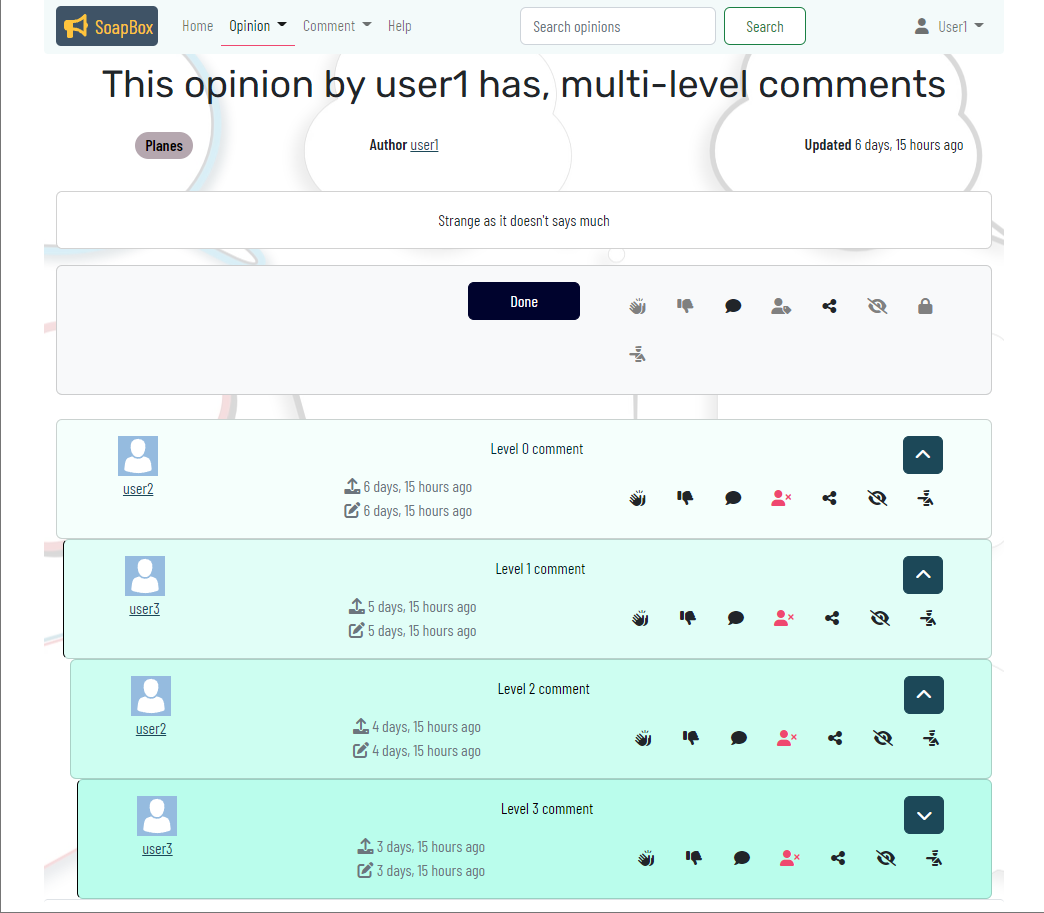 SoapBox Home Opinion Comment Help Search opinions Search User1
This opinion by user1 has, multi-level comments
Planes Author user1 Updated 6 days, 15 hours ago
Strange as it doesn't says much
Done
Level 0 comment
user2
6 days, 15 hours ago
6 days, 15 hours ago
Level 1 comment
user3
5 days, 15 hours ago
5 days, 15 hours ago
Level 2 comment
user2
4 days, 15 hours ago
4 days, 15 hours ago
Level 3 comment
user3
3 days, 15 hours ago
3 days, 15 hours ago